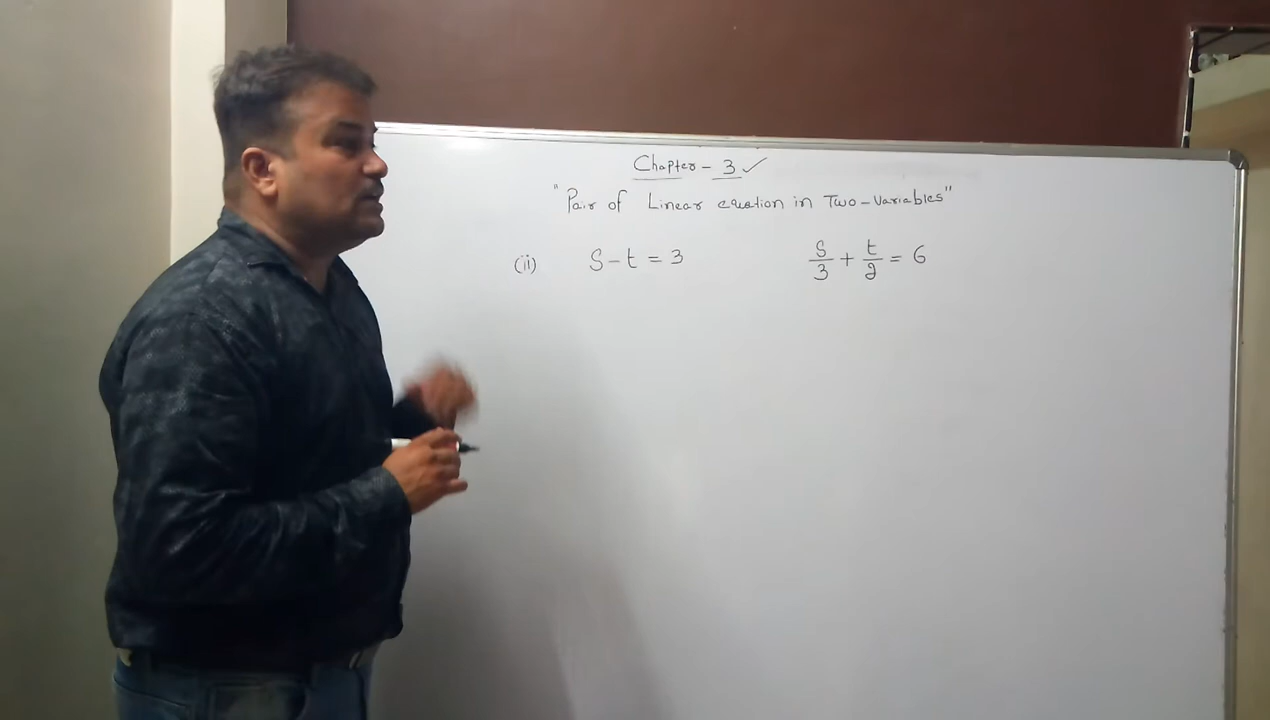 Chapter - 3 ✓
"Pair of Linear equation in Two-Variables"
(ii) S - t = 3 S/3 + t/2 = 6